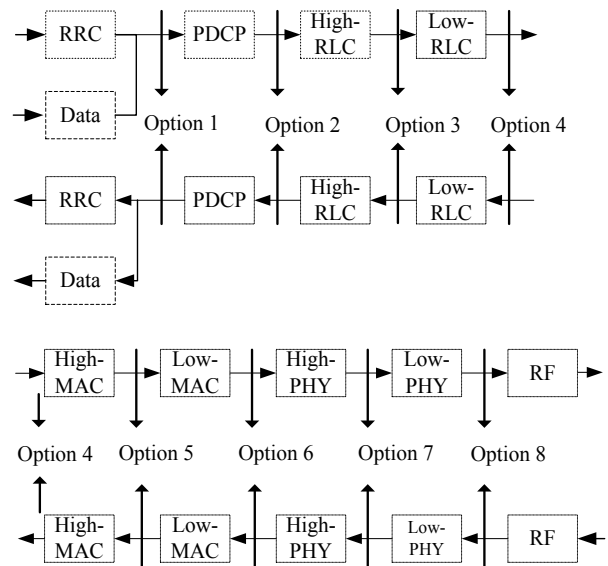 RRC
PDCP
High-
RLC
Low-
RLC
Data
Option 1
Option 2
Option 3
Option 4
RRC
PDCP
High-
RLC
Low-
RLC
Data
High-
MAC
Low-
MAC
High-
PHY
Low-
PHY
RF
Option 4
Option 5
Option 6
Option 7
Option 8
High-
MAC
Low-
MAC
High-
PHY
Low-
PHY
RF